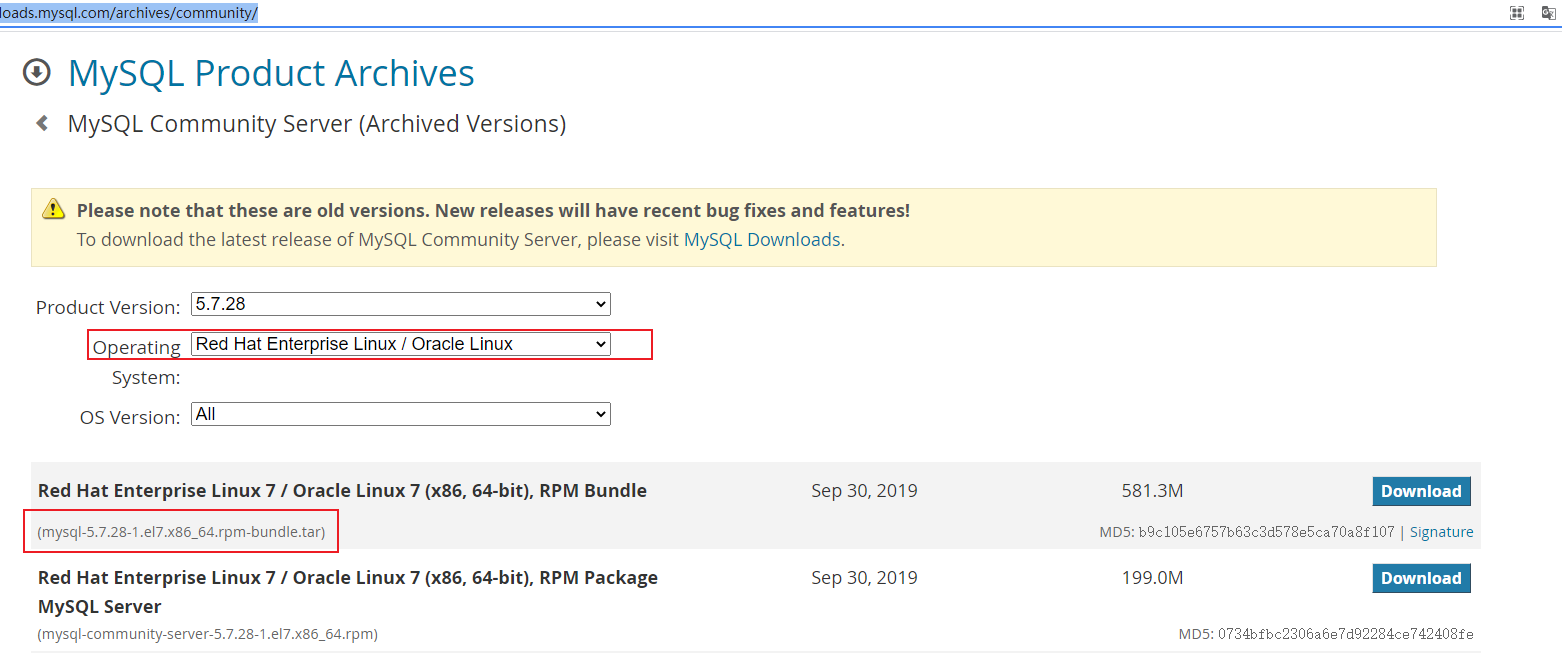 loads.mysql.com/archives/community/
MySQL Product Archives
MySQL Community Server (Archived Versions)
Please note that these are old versions. New releases will have recent bug fixes and features!
To download the latest release of MySQL Community Server, please visit MySQL Downloads.
Product Version: 5.7.28
Operating Red Hat Enterprise Linux / Oracle Linux
System:
OS Version: All
Red Hat Enterprise Linux 7 / Oracle Linux 7 (x86, 64-bit), RPM Bundle Sep 30, 2019 581.3M Download
(mysql-5.7.28-1.el7.x86_64.rpm-bundle.tar) MD5: b9c105e6757b63c3d578e5ca70a8f107 | Signature
Red Hat Enterprise Linux 7 / Oracle Linux 7 (x86, 64-bit), RPM Package Sep 30, 2019 199.0M Download
MySQL Server
(mysql-community-server-5.7.28-1.el7.x86_64.rpm) MD5: 0734bfbc2306a6e7d92284ce742408fe